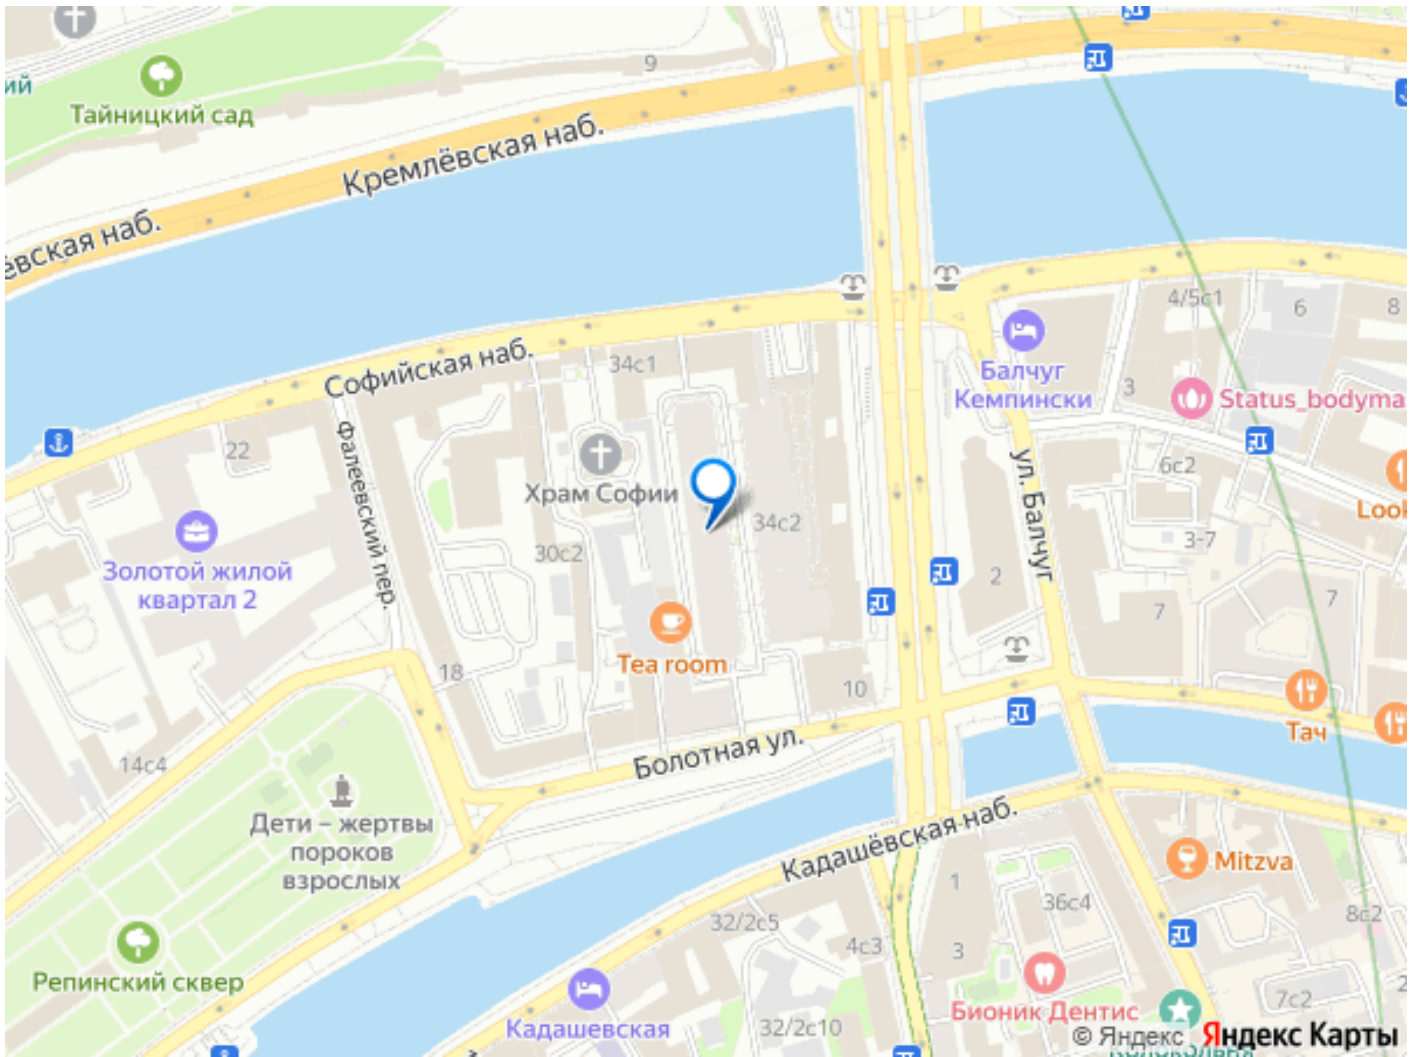 ий
Тайницкий сад
9
Кремлёвская наб.
ёвская наб.
4/5с1
6
8
Балчуг
Кемпински
3
Status_bodyma
Софийская наб.
34с1
22
Фалеевский пер.
Храм Софии
34с2
30с2
ул. Балчуг
6с2
Look
3-7
Золотой жилой
квартал 2
2
7
7
Tea room
18
10
Тач
Болотная ул.
14с4
Дети – жертвы
пороков
взрослых
Кадашёвская наб.
Mitzva
1
36с4
8с2
32/2с5
4с3
3
Репинский сквер
Бионик Дентис
7с2
2
Кадашевская
32/2с10
© Яндекс Яндекс Карты